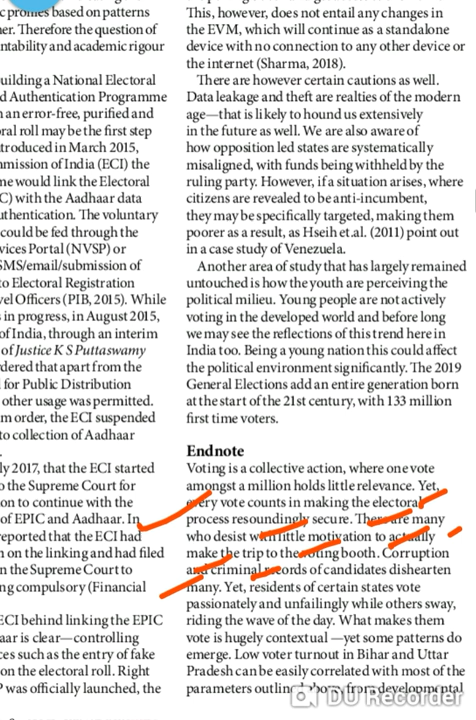 c profiles based on patterns
er. Therefore the question of
ntability and academic rigour
uilding a National Electoral
d Authentication Programme
n an error-free, purified and
oral roll may be the first step
troduced in March 2015,
mmission of India (ECI) the
me would link the Electoral
C) with the Aadhaar data
uthentication. The voluntary
could be fed through the
vices Portal (NVSP) or
SMS/email/submission of
to Electoral Registration
vel Officers (PIB, 2015). While
s in progress, in August 2015,
of India, through an interim
of Justice K S Puttaswamy
rdered that apart from the
l for Public Distribution
other usage was permitted.
m order, the ECI suspended
to collection of Aadhaar
.
ly 2017, that the ECI started
o the Supreme Court for
on to continue with the
of EPIC and Aadhaar. In
reported that the ECI had
n on the linking and had filed
n the Supreme Court to
ng compulsory (Financial
ECI behind linking the EPIC
aar is clear—controlling
ces such as the entry of fake
on the electoral roll. Right
P was officially launched, the
This, however, does not entail any changes in
the EVM, which will continue as a standalone
device with no connection to any other device or
the internet (Sharma, 2018).
There are however certain cautions as well.
Data leakage and theft are realties of the modern
age—that is likely to hound us extensively
in the future as well. We are also aware of
how opposition led states are systematically
misaligned, with funds being withheld by the
ruling party. However, if a situation arises, where
citizens are revealed to be anti-incumbent,
they may be specifically targeted, making them
poorer as a result, as Hseih et al. (2011) point out
in a case study of Venezuela.
Another area of study that has largely remained
untouched is how the youth are perceiving the
political milieu. Young people are not actively
voting in the developed world and before long
we may see the reflections of this trend here in
India too. Being a young nation this could affect
the political environment significantly. The 2019
General Elections add an entire generation born
at the start of the 21st century, with 133 million
first time voters.
Endnote
Voting is a collective action, where one vote
amongst a million holds little relevance. Yet,
every vote counts in making the electoral
process resoundingly secure. There are many
who desist with little motivation to actually
make the trip to the voting booth. Corruption
and criminal records of candidates dishearten
many. Yet, residents of certain states vote
passionately and unfailingly while others sway,
riding the wave of the day. What makes them
vote is hugely contextual —yet some patterns do
emerge. Low voter turnout in Bihar and Uttar
Pradesh can be easily correlated with most of the
parameters outlined above, from developmental
DU Recorder